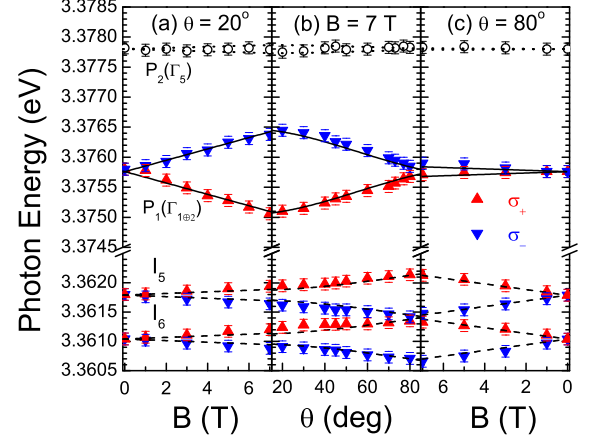 (a) θ = 20° (b) B = 7 T (c) θ = 80°
3.3785
3.3780
3.3775
3.3770
3.3765
3.3760
3.3755
3.3750
3.3745
3.3620
3.3615
3.3610
3.3605
Photon Energy (eV)
P₂(Γ₅)
P₁(Γ₁⊕₂)
σ₊
σ₋
I₅
I₆
0 2 4 6 20 40 60 80 6 3 0
B (T) θ (deg) B (T)